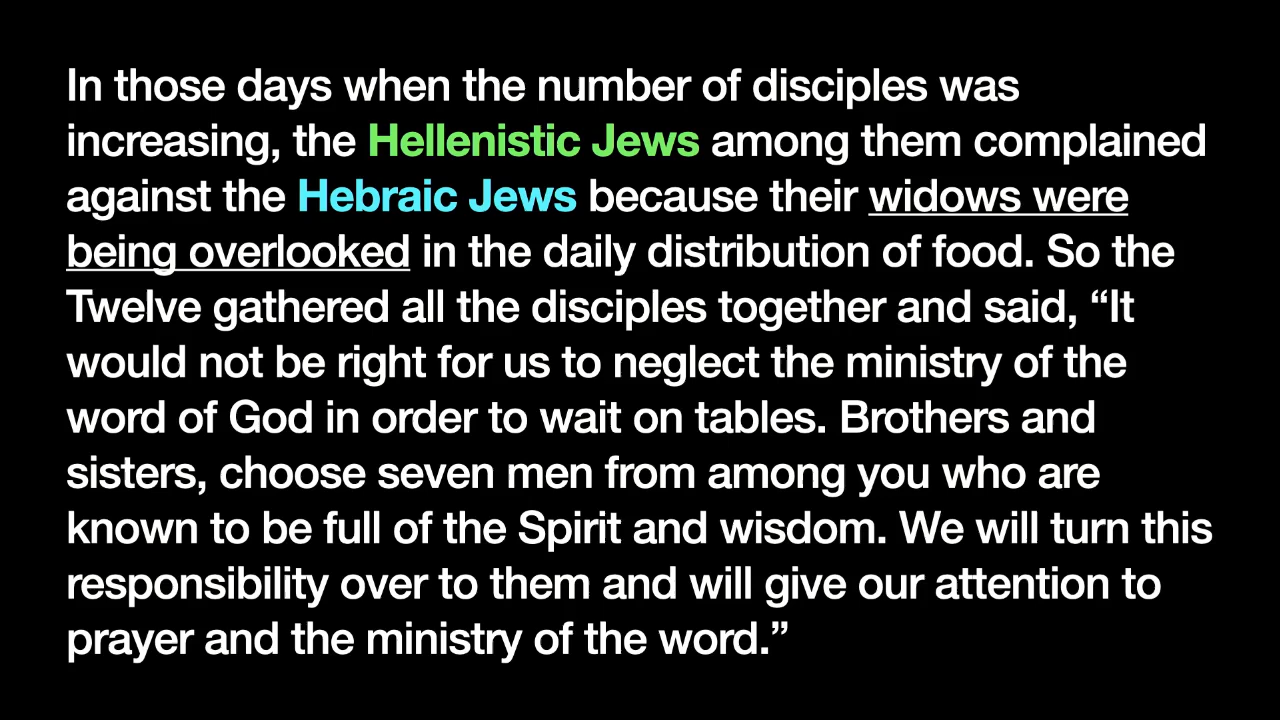 In those days when the number of disciples was
increasing, the Hellenistic Jews among them complained
against the Hebraic Jews because their widows were
being overlooked in the daily distribution of food. So the
Twelve gathered all the disciples together and said, “It
would not be right for us to neglect the ministry of the
word of God in order to wait on tables. Brothers and
sisters, choose seven men from among you who are
known to be full of the Spirit and wisdom. We will turn this
responsibility over to them and will give our attention to
prayer and the ministry of the word.”